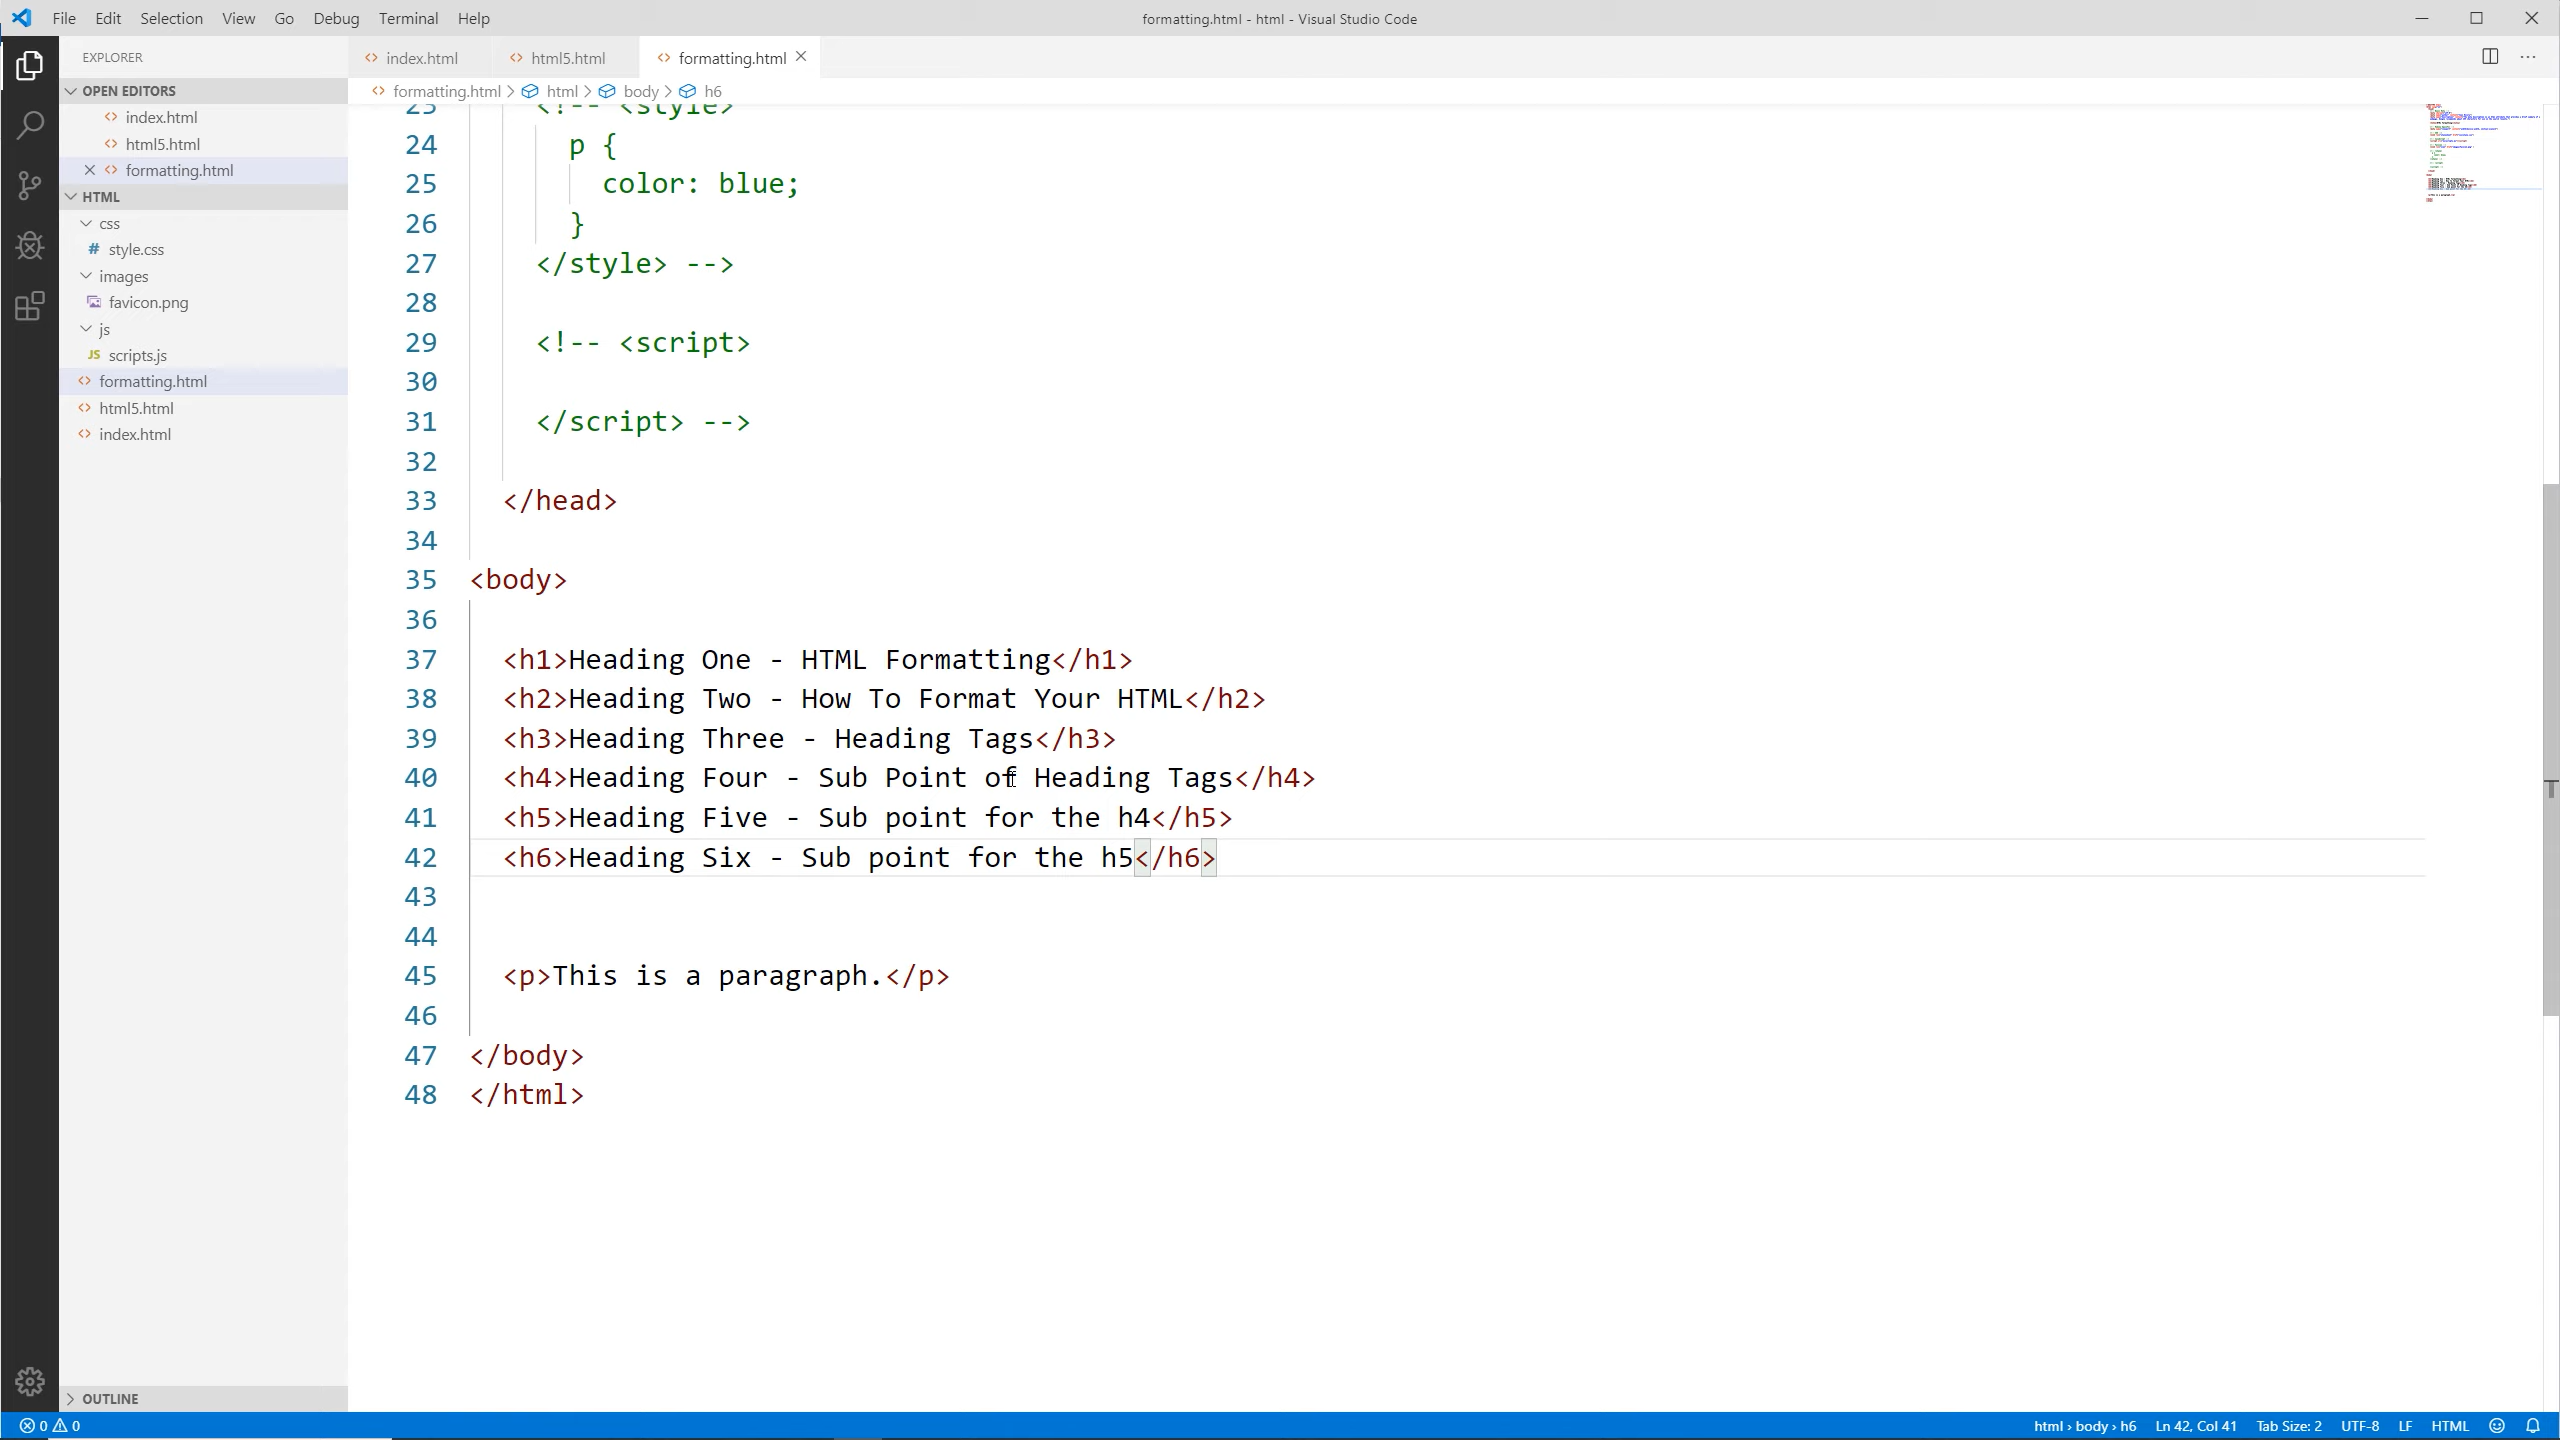 File Edit Selection View Go Debug Terminal Help
formatting.html - html - Visual Studio Code
EXPLORER
OPEN EDITORS
index.html
html5.html
formatting.html
HTML
css
# style.css
images
favicon.png
js
JS scripts.js
formatting.html
html5.html
index.html
OUTLINE
index.html html5.html formatting.html
formatting.html > html > body > h6
23 <!-- <style>
24 p {
25 color: blue;
26 }
27 </style> -->
28
29 <!-- <script>
30
31 </script> -->
32
33 </head>
34
35 <body>
36
37 <h1>Heading One - HTML Formatting</h1>
38 <h2>Heading Two - How To Format Your HTML</h2>
39 <h3>Heading Three - Heading Tags</h3>
40 <h4>Heading Four - Sub Point of Heading Tags</h4>
41 <h5>Heading Five - Sub point for the h4</h5>
42 <h6>Heading Six - Sub point for the h5</h6>
43
44
45 <p>This is a paragraph.</p>
46
47 </body>
48 </html>
0 0
html › body › h6 Ln 42, Col 41 Tab Size: 2 UTF-8 LF HTML